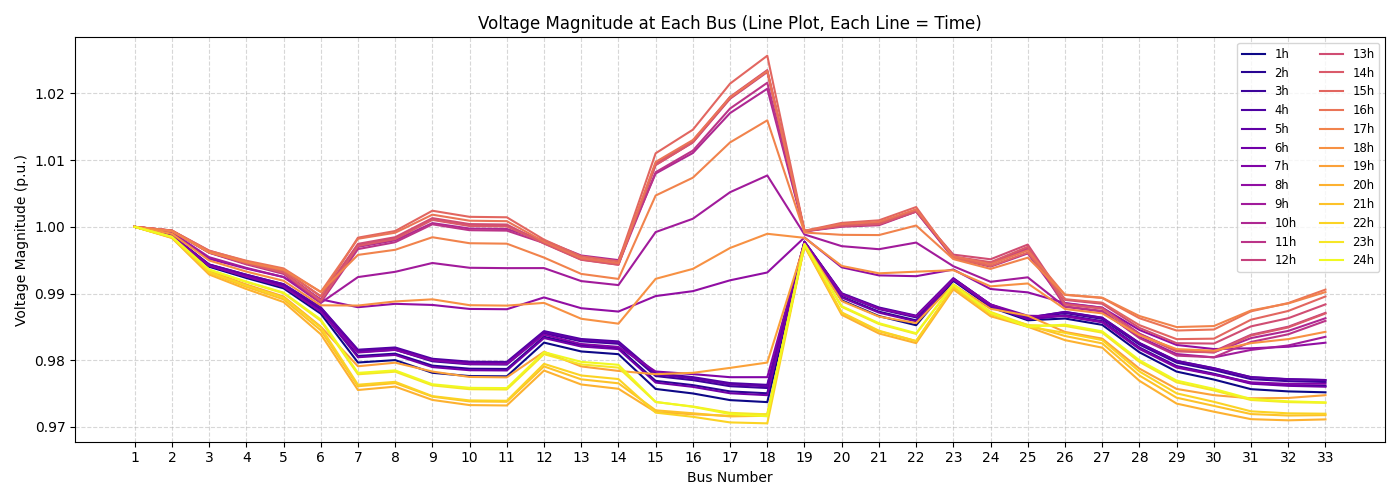 Voltage Magnitude at Each Bus (Line Plot, Each Line = Time)
Voltage Magnitude (p.u.)
1.02
1.01
1.00
0.99
0.98
0.97
1 2 3 4 5 6 7 8 9 10 11 12 13 14 15 16 17 18 19 20 21 22 23 24 25 26 27 28 29 30 31 32 33
Bus Number
1h
2h
3h
4h
5h
6h
7h
8h
9h
10h
11h
12h
13h
14h
15h
16h
17h
18h
19h
20h
21h
22h
23h
24h